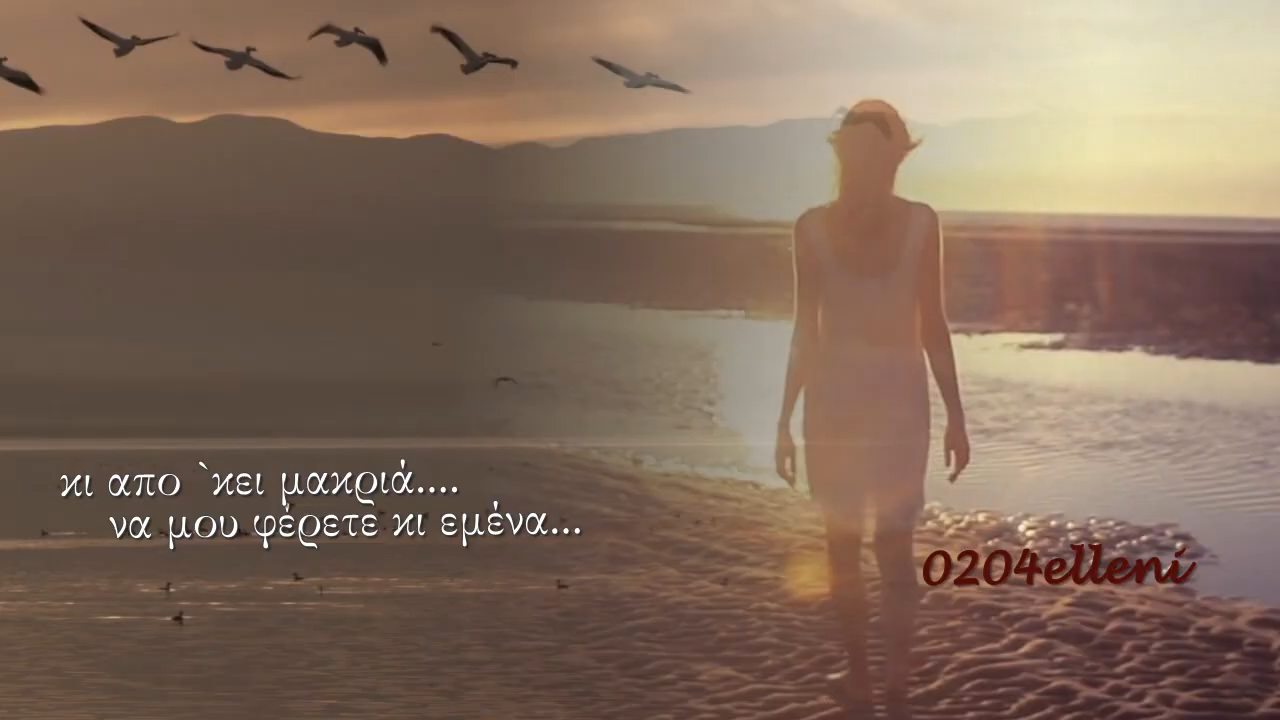 κι απο `κει μακριά....
να μου φέρετε κι εμένα...
0204elleni